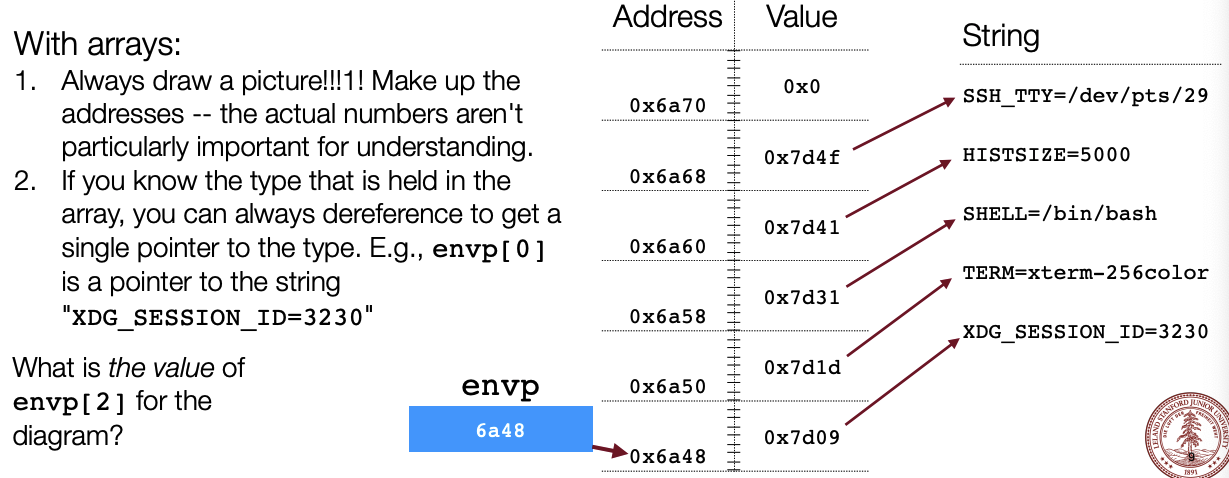 With arrays:
1. Always draw a picture!!!1! Make up the
addresses -- the actual numbers aren't
particularly important for understanding.
2. If you know the type that is held in the
array, you can always dereference to get a
single pointer to the type. E.g., envp[0]
is a pointer to the string
"XDG_SESSION_ID=3230"
What is the value of
envp[2] for the
diagram?
envp
6a48
Address Value
0x6a70 0x0
0x6a68 0x7d4f
0x6a60 0x7d41
0x6a58 0x7d31
0x6a50 0x7d1d
0x6a48 0x7d09
String
SSH_TTY=/dev/pts/29
HISTSIZE=5000
SHELL=/bin/bash
TERM=xterm-256color
XDG_SESSION_ID=3230
LELAND STANFORD JUNIOR UNIVERSITY
9
1891